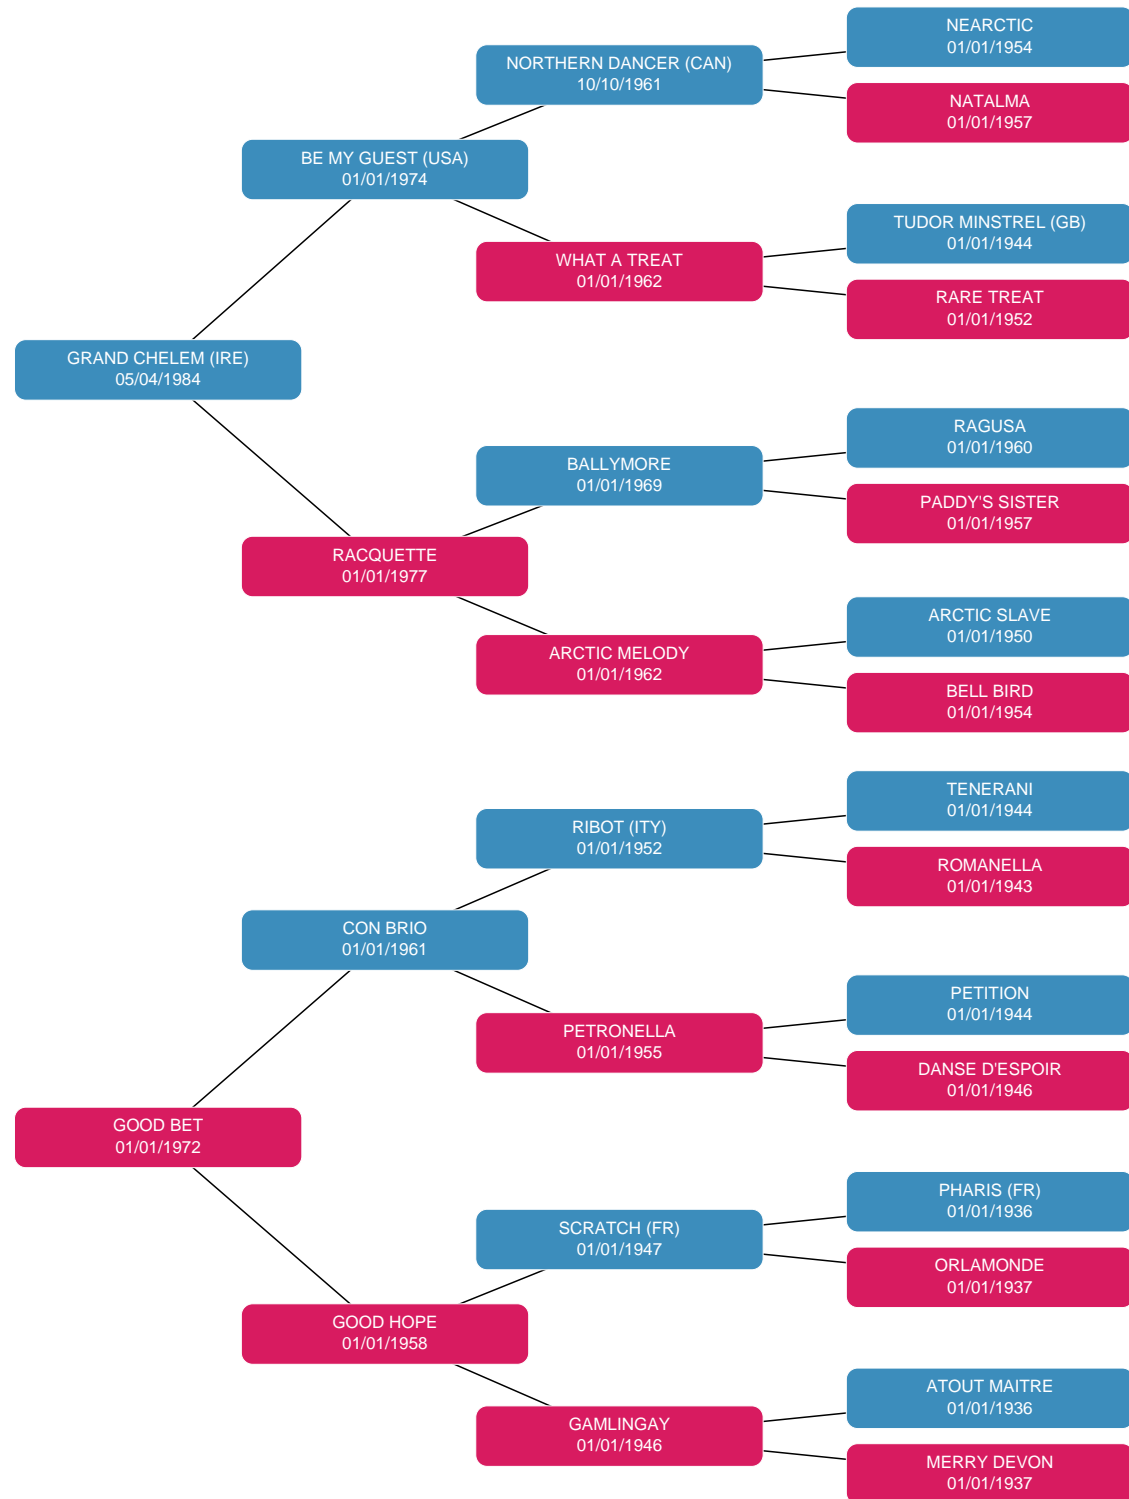 NEARCTIC
01/01/1954
NORTHERN DANCER (CAN)
10/10/1961
NATALMA
01/01/1957
BE MY GUEST (USA)
01/01/1974
TUDOR MINSTREL (GB)
01/01/1944
WHAT A TREAT
01/01/1962
RARE TREAT
01/01/1952
GRAND CHELEM (IRE)
05/04/1984
RAGUSA
01/01/1960
BALLYMORE
01/01/1969
PADDY'S SISTER
01/01/1957
RACQUETTE
01/01/1977
ARCTIC SLAVE
01/01/1950
ARCTIC MELODY
01/01/1962
BELL BIRD
01/01/1954
TENERANI
01/01/1944
RIBOT (ITY)
01/01/1952
ROMANELLA
01/01/1943
CON BRIO
01/01/1961
PETITION
01/01/1944
PETRONELLA
01/01/1955
DANSE D'ESPOIR
01/01/1946
GOOD BET
01/01/1972
PHARIS (FR)
01/01/1936
SCRATCH (FR)
01/01/1947
ORLAMONDE
01/01/1937
GOOD HOPE
01/01/1958
ATOUT MAITRE
01/01/1936
GAMLINGAY
01/01/1946
MERRY DEVON
01/01/1937